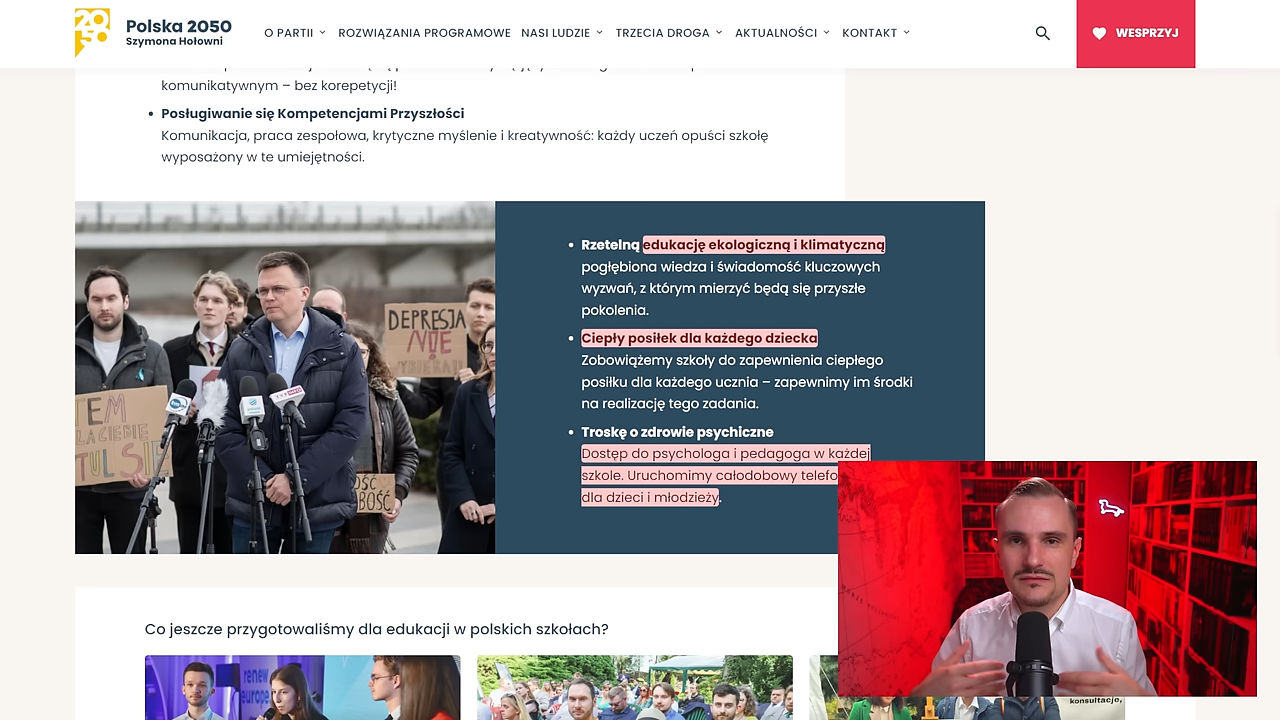 2050
Polska 2050
Szymona Hołowni
O PARTII
ROZWIĄZANIA PROGRAMOWE
NASI LUDZIE
TRZECIA DROGA
AKTUALNOŚCI
KONTAKT
WESPRZYJ
komunikatywnym – bez korepetycji!
• Posługiwanie się Kompetencjami Przyszłości
Komunikacja, praca zespołowa, krytyczne myślenie i kreatywność: każdy uczeń opuści szkołę
wyposażony w te umiejętności.
• Rzetelną edukację ekologiczną i klimatyczną
pogłębiona wiedza i świadomość kluczowych
wyzwań, z którym mierzyć będą się przyszłe
pokolenia.
• Ciepły posiłek dla każdego dziecka
Zobowiążemy szkoły do zapewnienia ciepłego
posiłku dla każdego ucznia – zapewnimy im środki
na realizację tego zadania.
• Troskę o zdrowie psychiczne
Dostęp do psychologa i pedagoga w każdej
szkole. Uruchomimy całodobowy telefo
dla dzieci i młodzieży.
DEPRESJA
NIE
WYBIERA!
Co jeszcze przygotowaliśmy dla edukacji w polskich szkołach?
renew
europe
konsultacje,